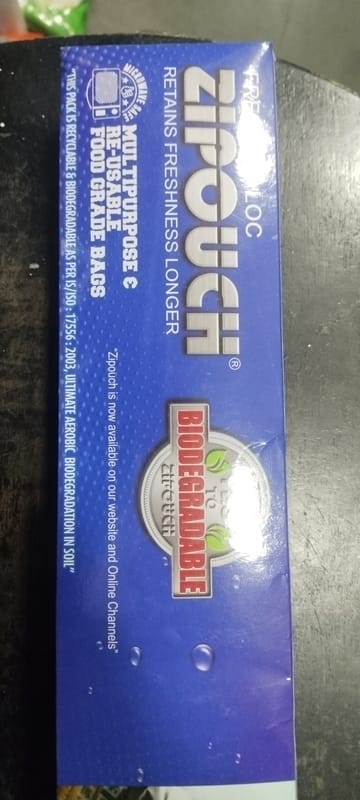 ZIPOUCH®
RETAINS FRESHNESS LONGER
MICROWAVE SAFE
MULTIPURPOSE &
RE-USABLE
FOOD GRADE BAGS
TO
BIODEGRADABLE
ZIPOUCH
"Zipouch is now available on our website and Online Channels"
"THIS PACK IS RECYCLABLE & BIODEGRADABLE AS PER IS/ISO : 17556 : 2003, ULTIMATE AEROBIC BIODEGRADATION IN SOIL"